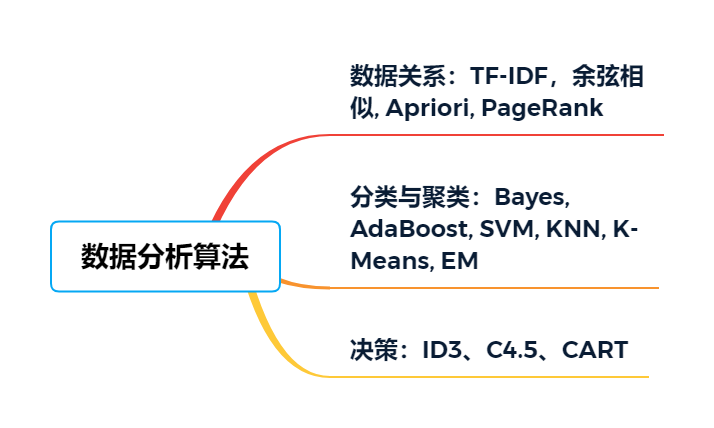 数据关系：TF-IDF，余弦相
似, Apriori, PageRank
分类与聚类：Bayes,
AdaBoost, SVM, KNN, K-
Means, EM
数据分析算法
决策：ID3、C4.5、CART